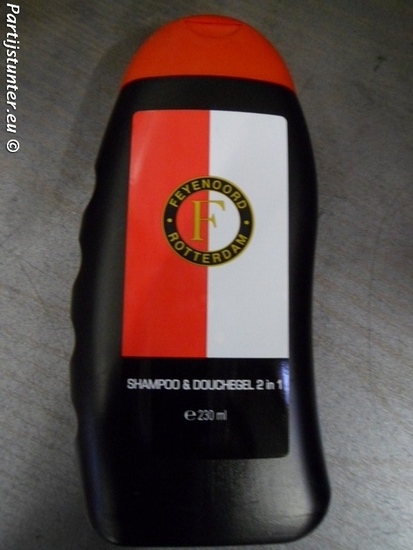 Partijstunter.eu ©
FEYENOORD
F
ROTTERDAM
SHAMPOO & DOUCHEGEL 2 in 1
℮ 230 ml